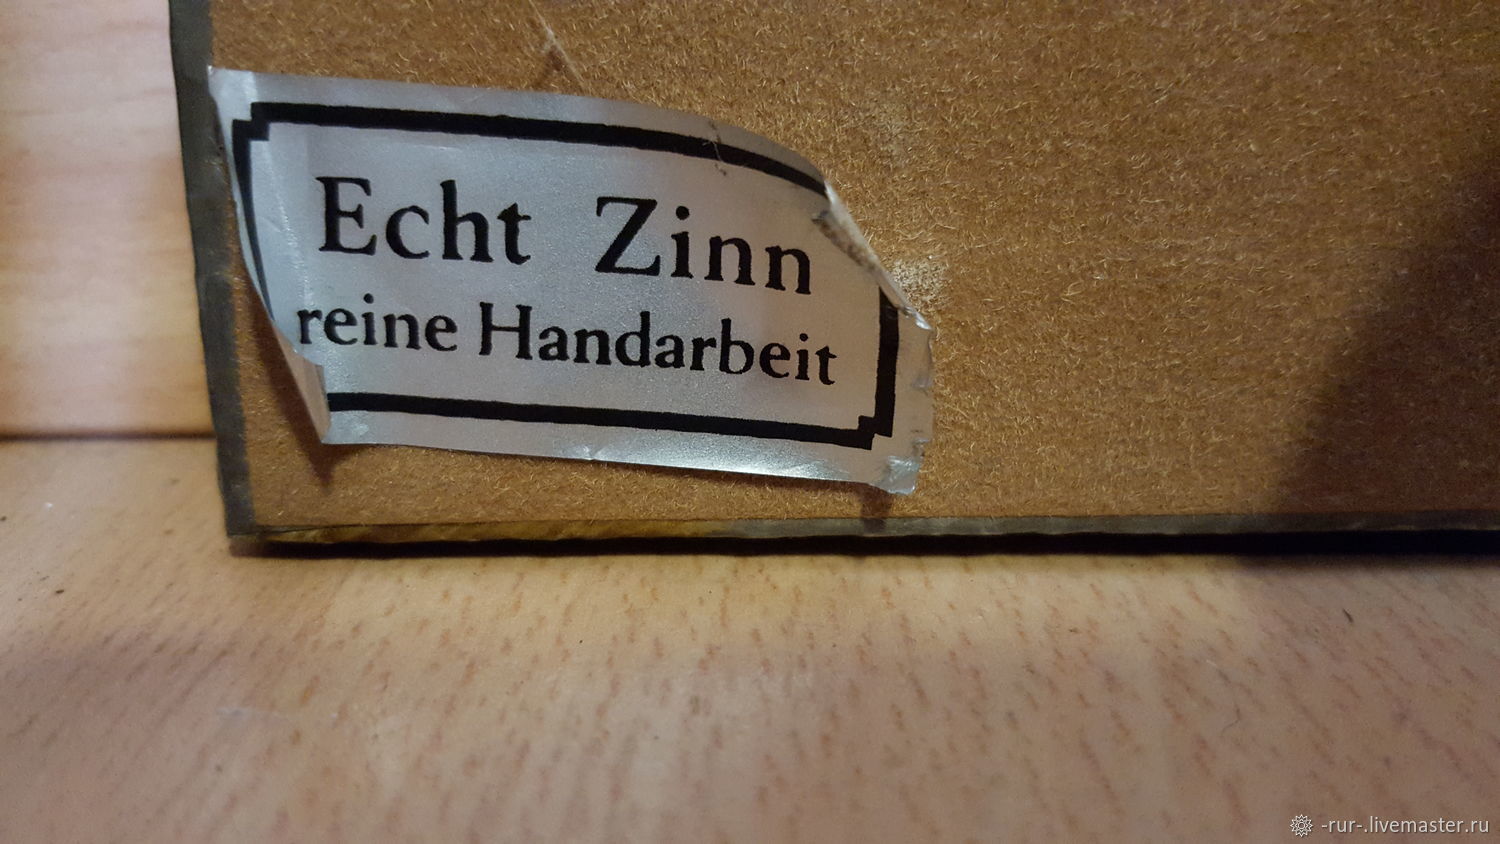 Echt Zinn
reine Handarbeit
-rur-.livemaster.ru